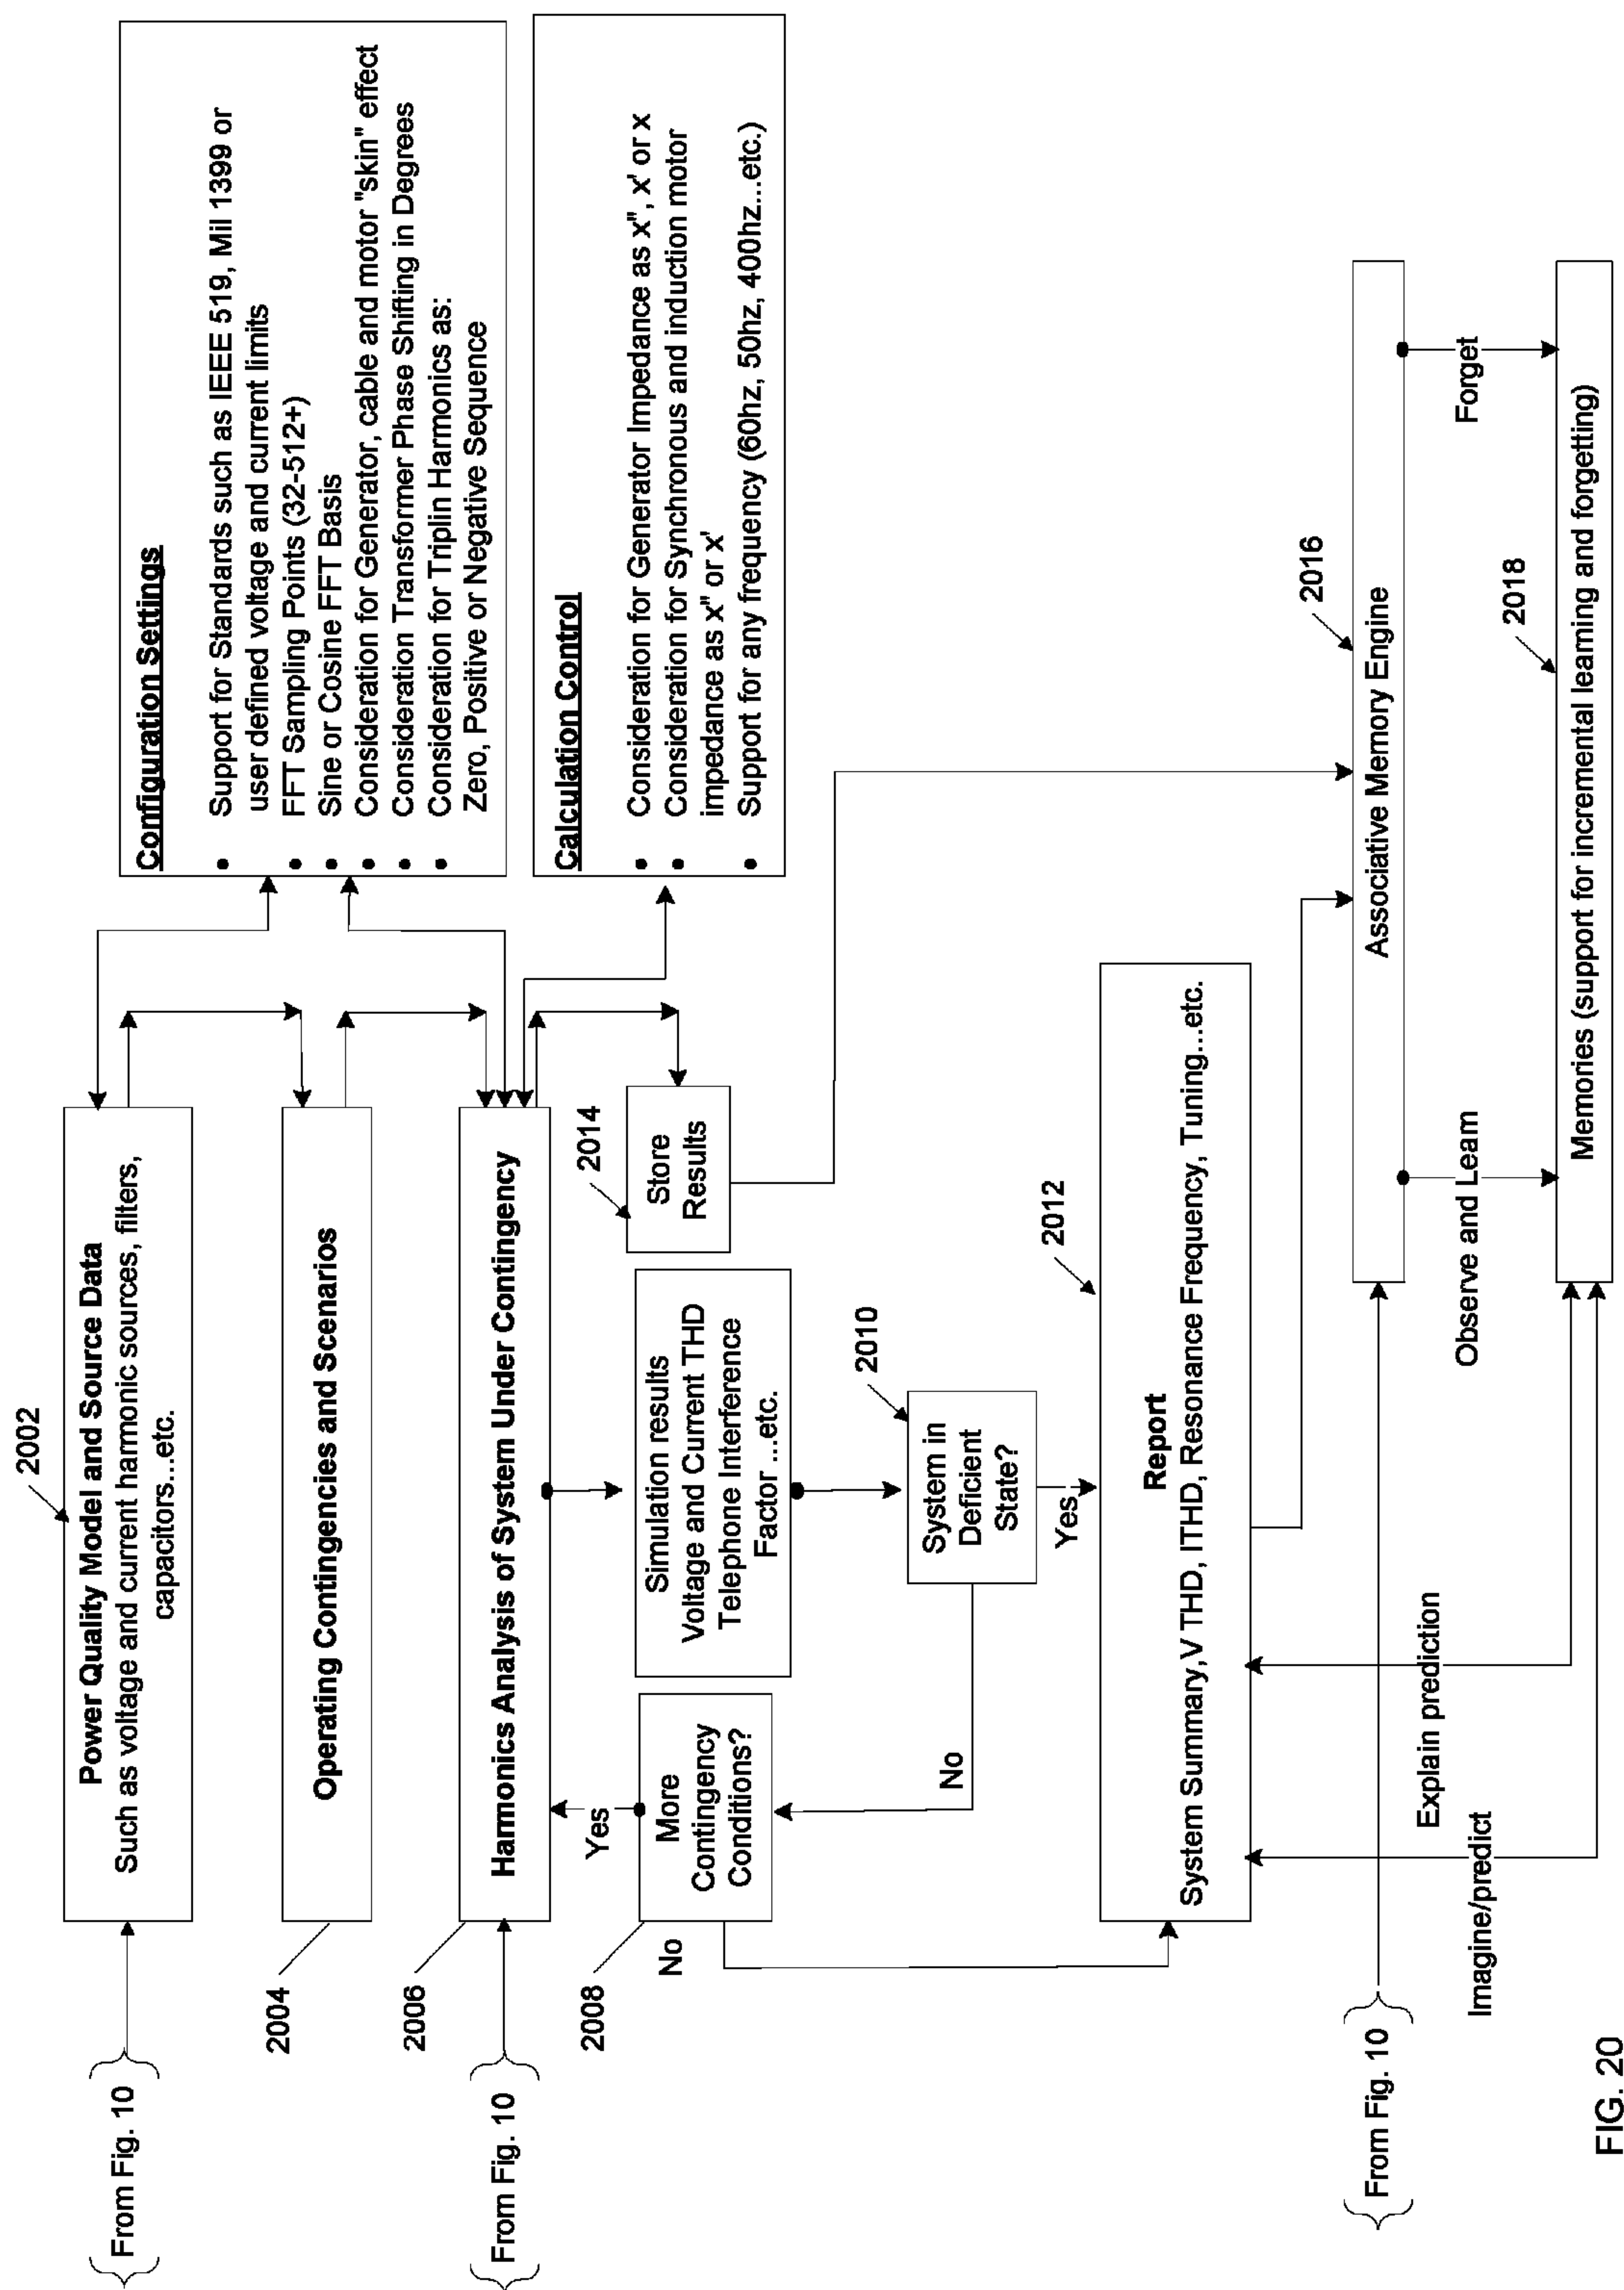 From Fig. 10
2002
Power Quality Model and Source Data
Such as voltage and current harmonic sources, filters,
capacitors...etc.
Configuration Settings
• Support for Standards such as IEEE 519, Mil 1399 or
user defined voltage and current limits
• FFT Sampling Points (32-512+)
• Sine or Cosine FFT Basis
• Consideration for Generator, cable and motor "skin" effect
• Consideration Transformer Phase Shifting in Degrees
• Consideration for Triplin Harmonics as:
Zero, Positive or Negative Sequence
2004
Operating Contingencies and Scenarios
From Fig. 10
2006
Harmonics Analysis of System Under Contingency
Calculation Control
• Consideration for Generator Impedance as x", x' or x
• Consideration for Synchronous and induction motor
impedance as x" or x'
• Support for any frequency (60hz, 50hz, 400hz...etc.)
2008
Yes
More
Contingency
Conditions?
No
Simulation results
Voltage and Current THD
Telephone Interference
Factor ...etc.
2014
Store
Results
2010
System in
Deficient
State?
No
Yes
2012
Report
System Summary,V THD, ITHD, Resonance Frequency, Tuning...etc.
From Fig. 10
2016
Associative Memory Engine
Imagine/predict
Explain prediction
Observe and Learn
Forget
2018
Memories (support for incremental learning and forgetting)
FIG. 20